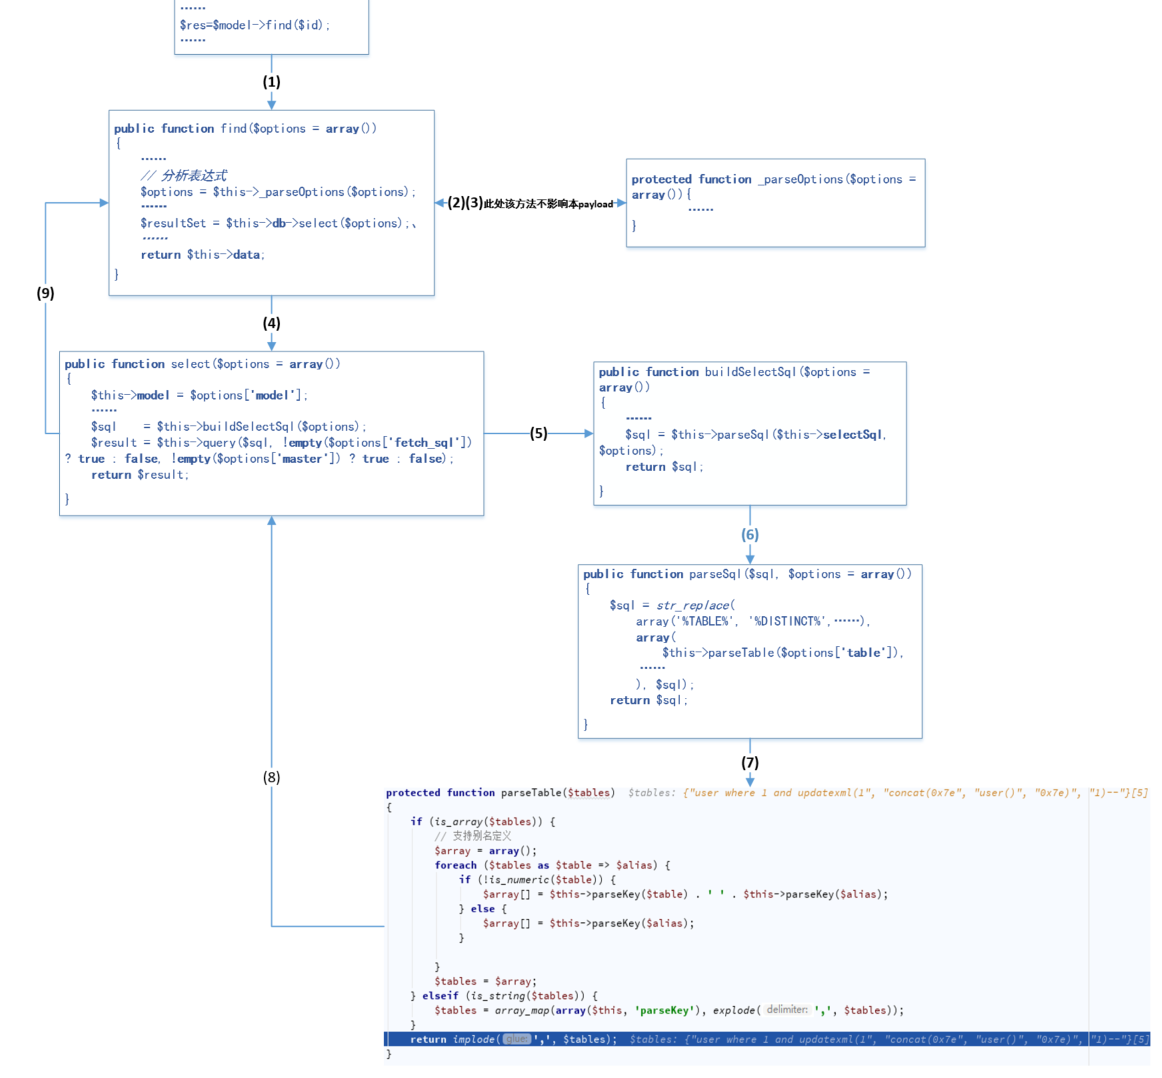 ······
$res=$model->find($id);
······
(1)
public function find($options = array())
{
······
// 分析表达式
$options = $this->_parseOptions($options);
······
$resultSet = $this->db->select($options);、
······
return $this->data;
}
(2)(3)此处该方法不影响本payload
protected function _parseOptions($options =
array()){
······
}
(9)
(4)
public function select($options = array())
{
$this->model = $options['model'];
······
$sql    = $this->buildSelectSql($options);
$result = $this->query($sql, !empty($options['fetch_sql'])
? true : false, !empty($options['master']) ? true : false);
return $result;
}
(5)
public function buildSelectSql($options =
array())
{
······
$sql = $this->parseSql($this->selectSql,
$options);
return $sql;
}
(6)
public function parseSql($sql, $options = array())
{
$sql = str_replace(
array('%TABLE%', '%DISTINCT%',······),
array(
$this->parseTable($options['table']),
······
), $sql);
return $sql;
}
(7)
(8)
protected function parseTable($tables)  $tables: {"user where 1 and updatexml(1", "concat(0x7e", "user()", "0x7e)", "1)--"}[5]
{
if (is_array($tables)) {
// 支持别名定义
$array = array();
foreach ($tables as $table => $alias) {
if (!is_numeric($table)) {
$array[] = $this->parseKey($table) . ' ' . $this->parseKey($alias);
} else {
$array[] = $this->parseKey($alias);
}
}
$tables = $array;
} elseif (is_string($tables)) {
$tables = array_map(array($this, 'parseKey'), explode( delimiter: ',', $tables));
}
return implode( glue: ',', $tables);  $tables: {"user where 1 and updatexml(1", "concat(0x7e", "user()", "0x7e)", "1)--"}[5]
}